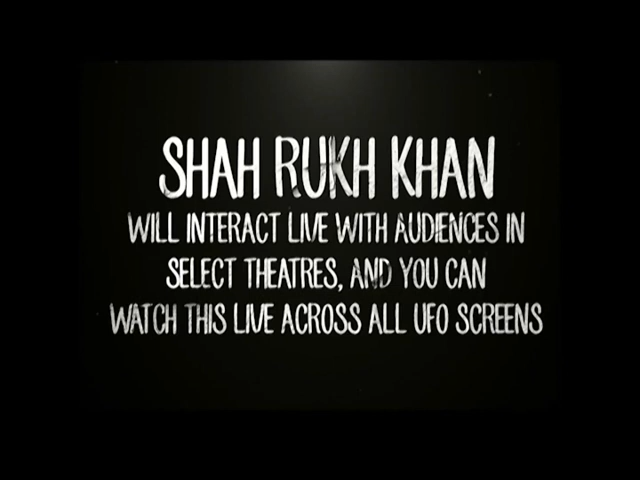 SHAH RUKH KHAN
WILL INTERACT LIVE WITH AUDIENCES IN
SELECT THEATRES, AND YOU CAN
WATCH THIS LIVE ACROSS ALL UFO SCREENS